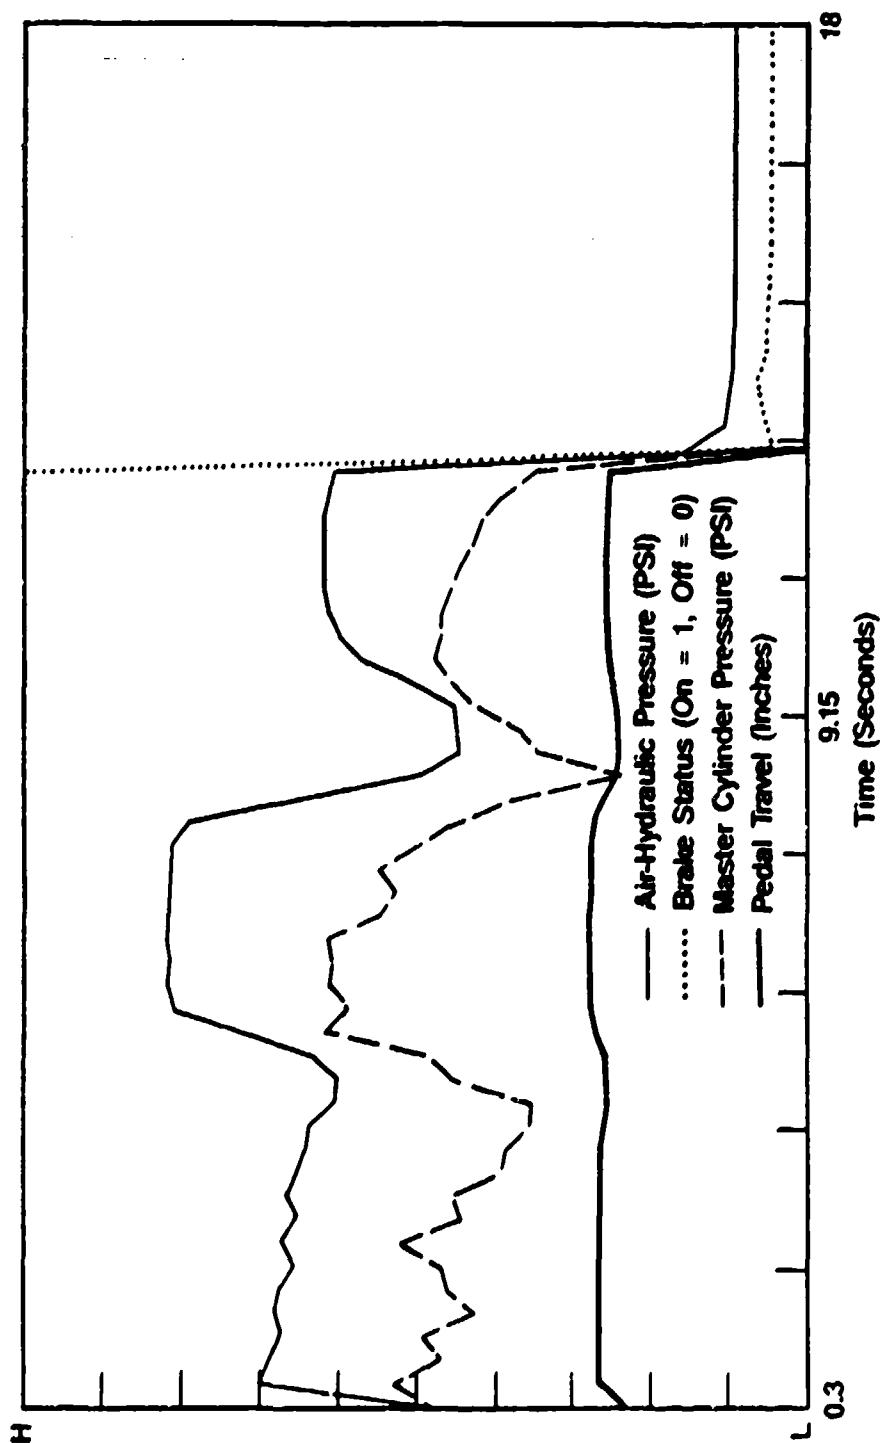 H
L
0.3
9.15
18
Time (Seconds)
Air-Hydraulic Pressure (PSI)
Brake Status (On = 1, Off = 0)
Master Cylinder Pressure (PSI)
Pedal Travel (Inches)